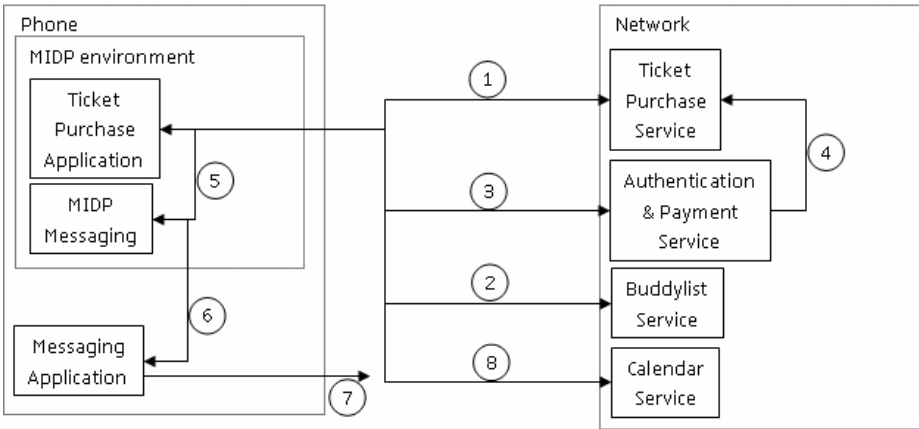 Phone
MIDP environment
Ticket
Purchase
Application
5
MIDP
Messaging
6
Messaging
Application
7
1
3
2
8
Network
Ticket
Purchase
Service
4
Authentication
& Payment
Service
Buddylist
Service
Calendar
Service